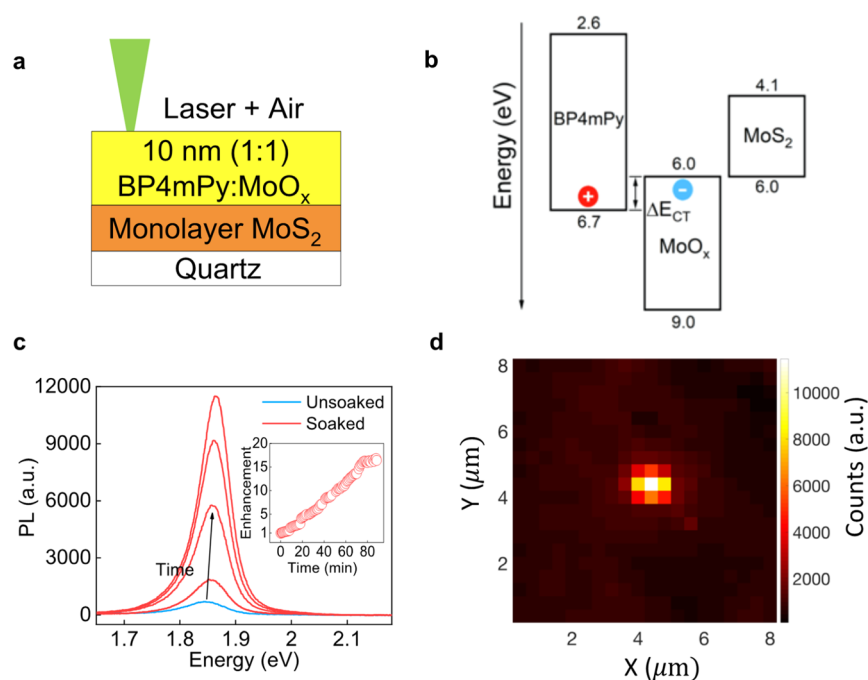 a
Laser + Air
10 nm (1:1)
BP4mPy:MoOₓ
Monolayer MoS₂
Quartz
b
Energy (eV)
2.6
BP4mPy
+
6.7
ΔE_CT
6.0
−
MoOₓ
9.0
4.1
MoS₂
6.0
c
PL (a.u.)
12000
9000
6000
3000
0
Unsoaked
Soaked
Time
Enhancement
20
15
10
5
1
0 20 40 60 80
Time (min)
1.7 1.8 1.9 2 2.1
Energy (eV)
d
Y (μm)
8
6
4
2
2 4 6 8
X (μm)
10000
8000
6000
4000
2000
Counts (a.u.)